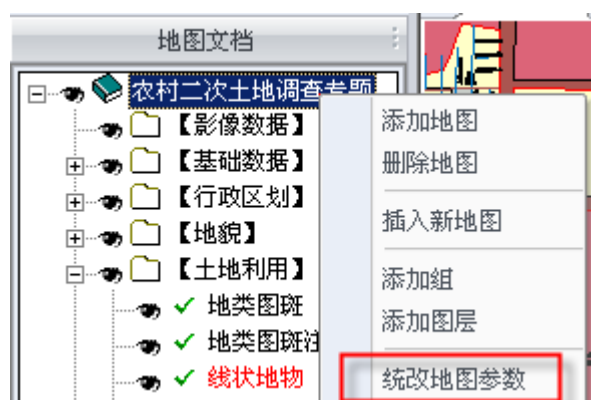 地图文档
农村二次土地调查专题
【影像数据】
【基础数据】
【行政区划】
【地貌】
【土地利用】
地类图斑
地类图斑注
线状地物
添加地图
删除地图
插入新地图
添加组
添加图层
统改地图参数